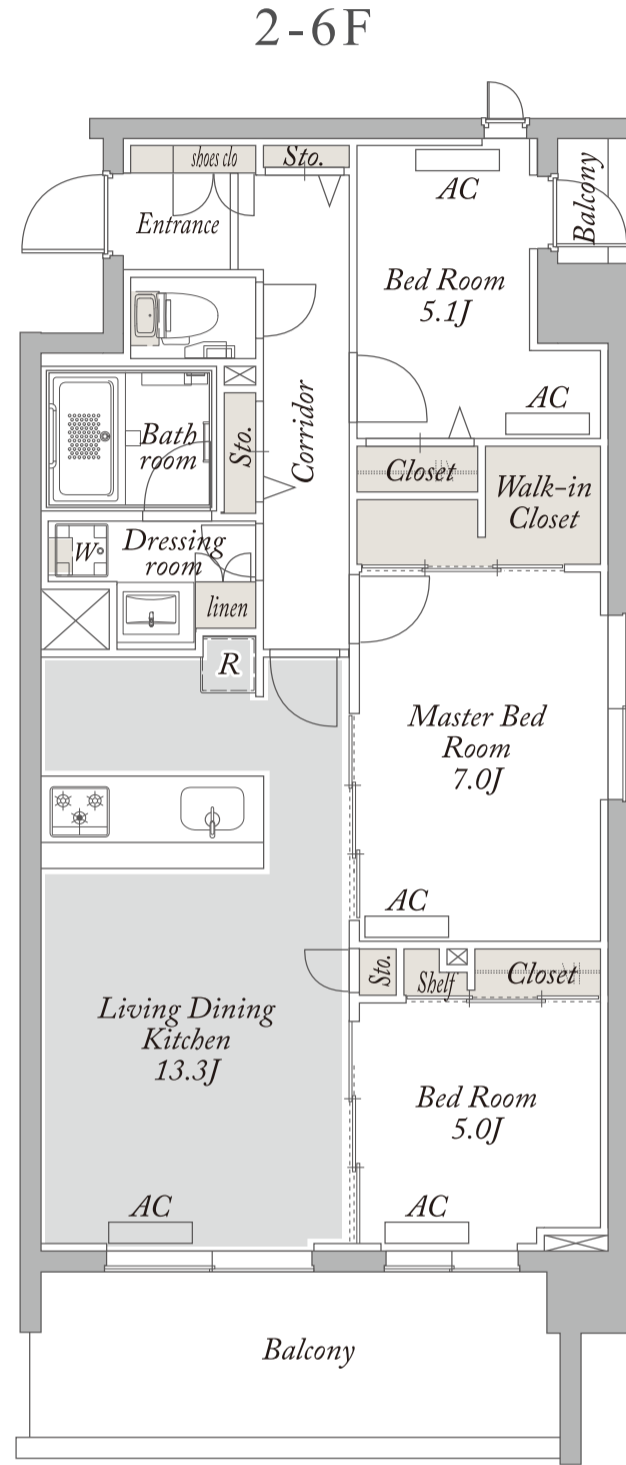 2-6F
shoes clo
Sto.
AC
Balcony
Entrance
Bed Room
5.1J
AC
Corridor
Bath
room
Sto.
Closet
Walk-in
Closet
W
Dressing
room
linen
R
Master Bed
Room
7.0J
AC
Sto.
Shelf
Closet
Living Dining
Kitchen
13.3J
Bed Room
5.0J
AC
AC
Balcony